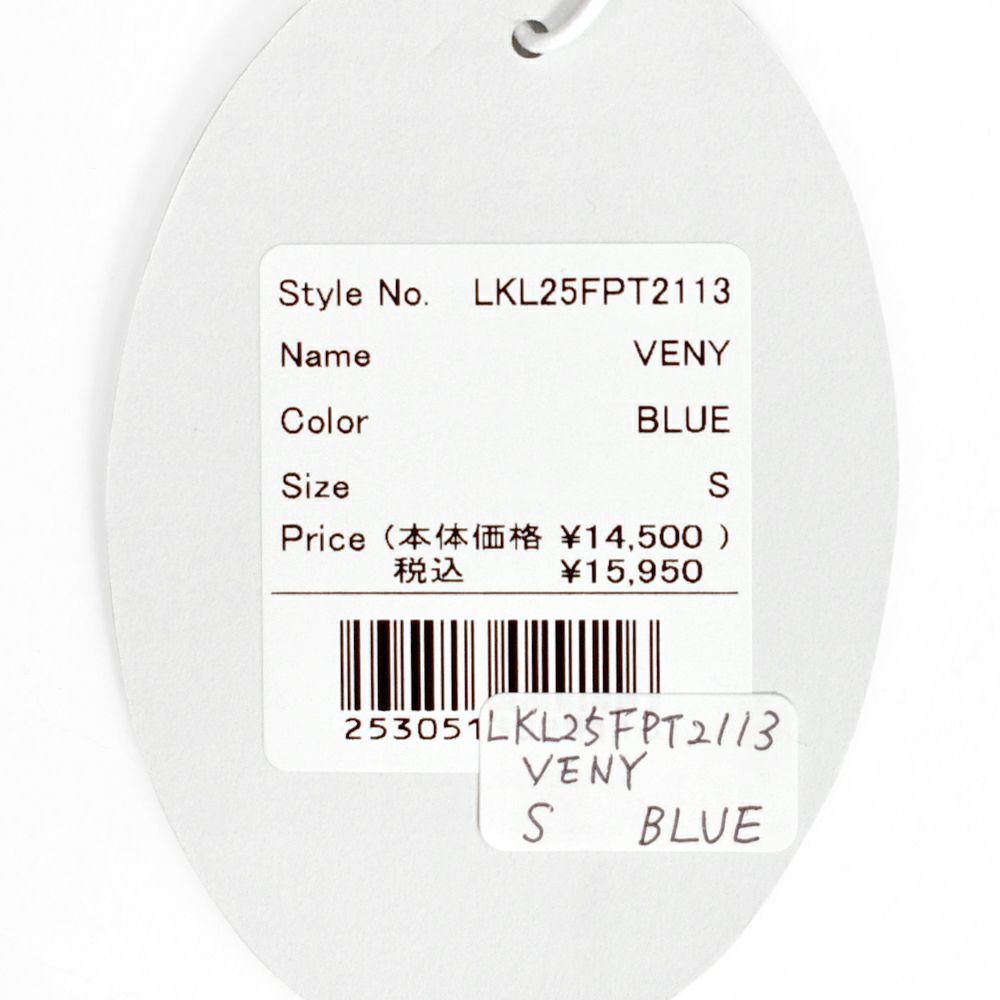 Style No. LKL25FPT2113
Name VENY
Color BLUE
Size S
Price (本体価格 ¥14,500 )
税込 ¥15,950
253051
LKL25FPT2113
VENY
S BLUE